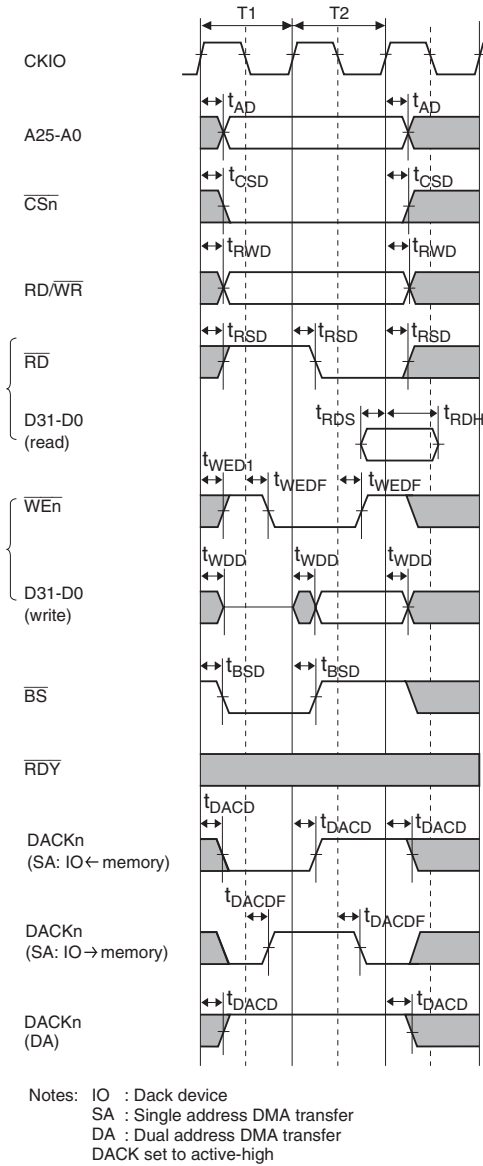 T1 T2
CKIO
tAD tAD
A25-A0
tCSD tCSD
CSn
tRWD tRWD
RD/WR
tRSD tRSD tRSD
RD
D31-D0
(read)
tRDS tRDH
tWED1 tWEDF tWEDF
WEn
tWDD tWDD tWDD
D31-D0
(write)
tBSD tBSD
BS
RDY
tDACD tDACD tDACD
DACKn
(SA: IO←memory)
tDACDF tDACDF
DACKn
(SA: IO→memory)
tDACD tDACD
DACKn
(DA)
Notes: IO : Dack device
SA : Single address DMA transfer
DA : Dual address DMA transfer
DACK set to active-high